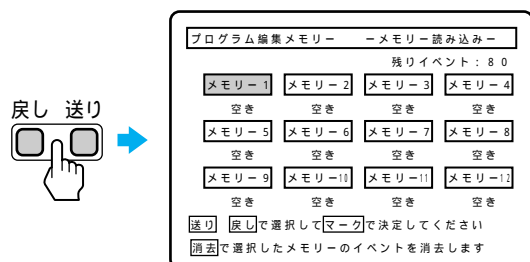 戻し 送り
プログラム編集メモリー ーメモリー読み込みー
残りイベント：80
メモリー1 メモリー2 メモリー3 メモリー4
空き 空き 空き 空き
メモリー5 メモリー6 メモリー7 メモリー8
空き 空き 空き 空き
メモリー9 メモリー10 メモリー11 メモリー12
空き 空き 空き 空き
送り 戻しで選択してマークで決定してください
消去で選択したメモリーのイベントを消去します